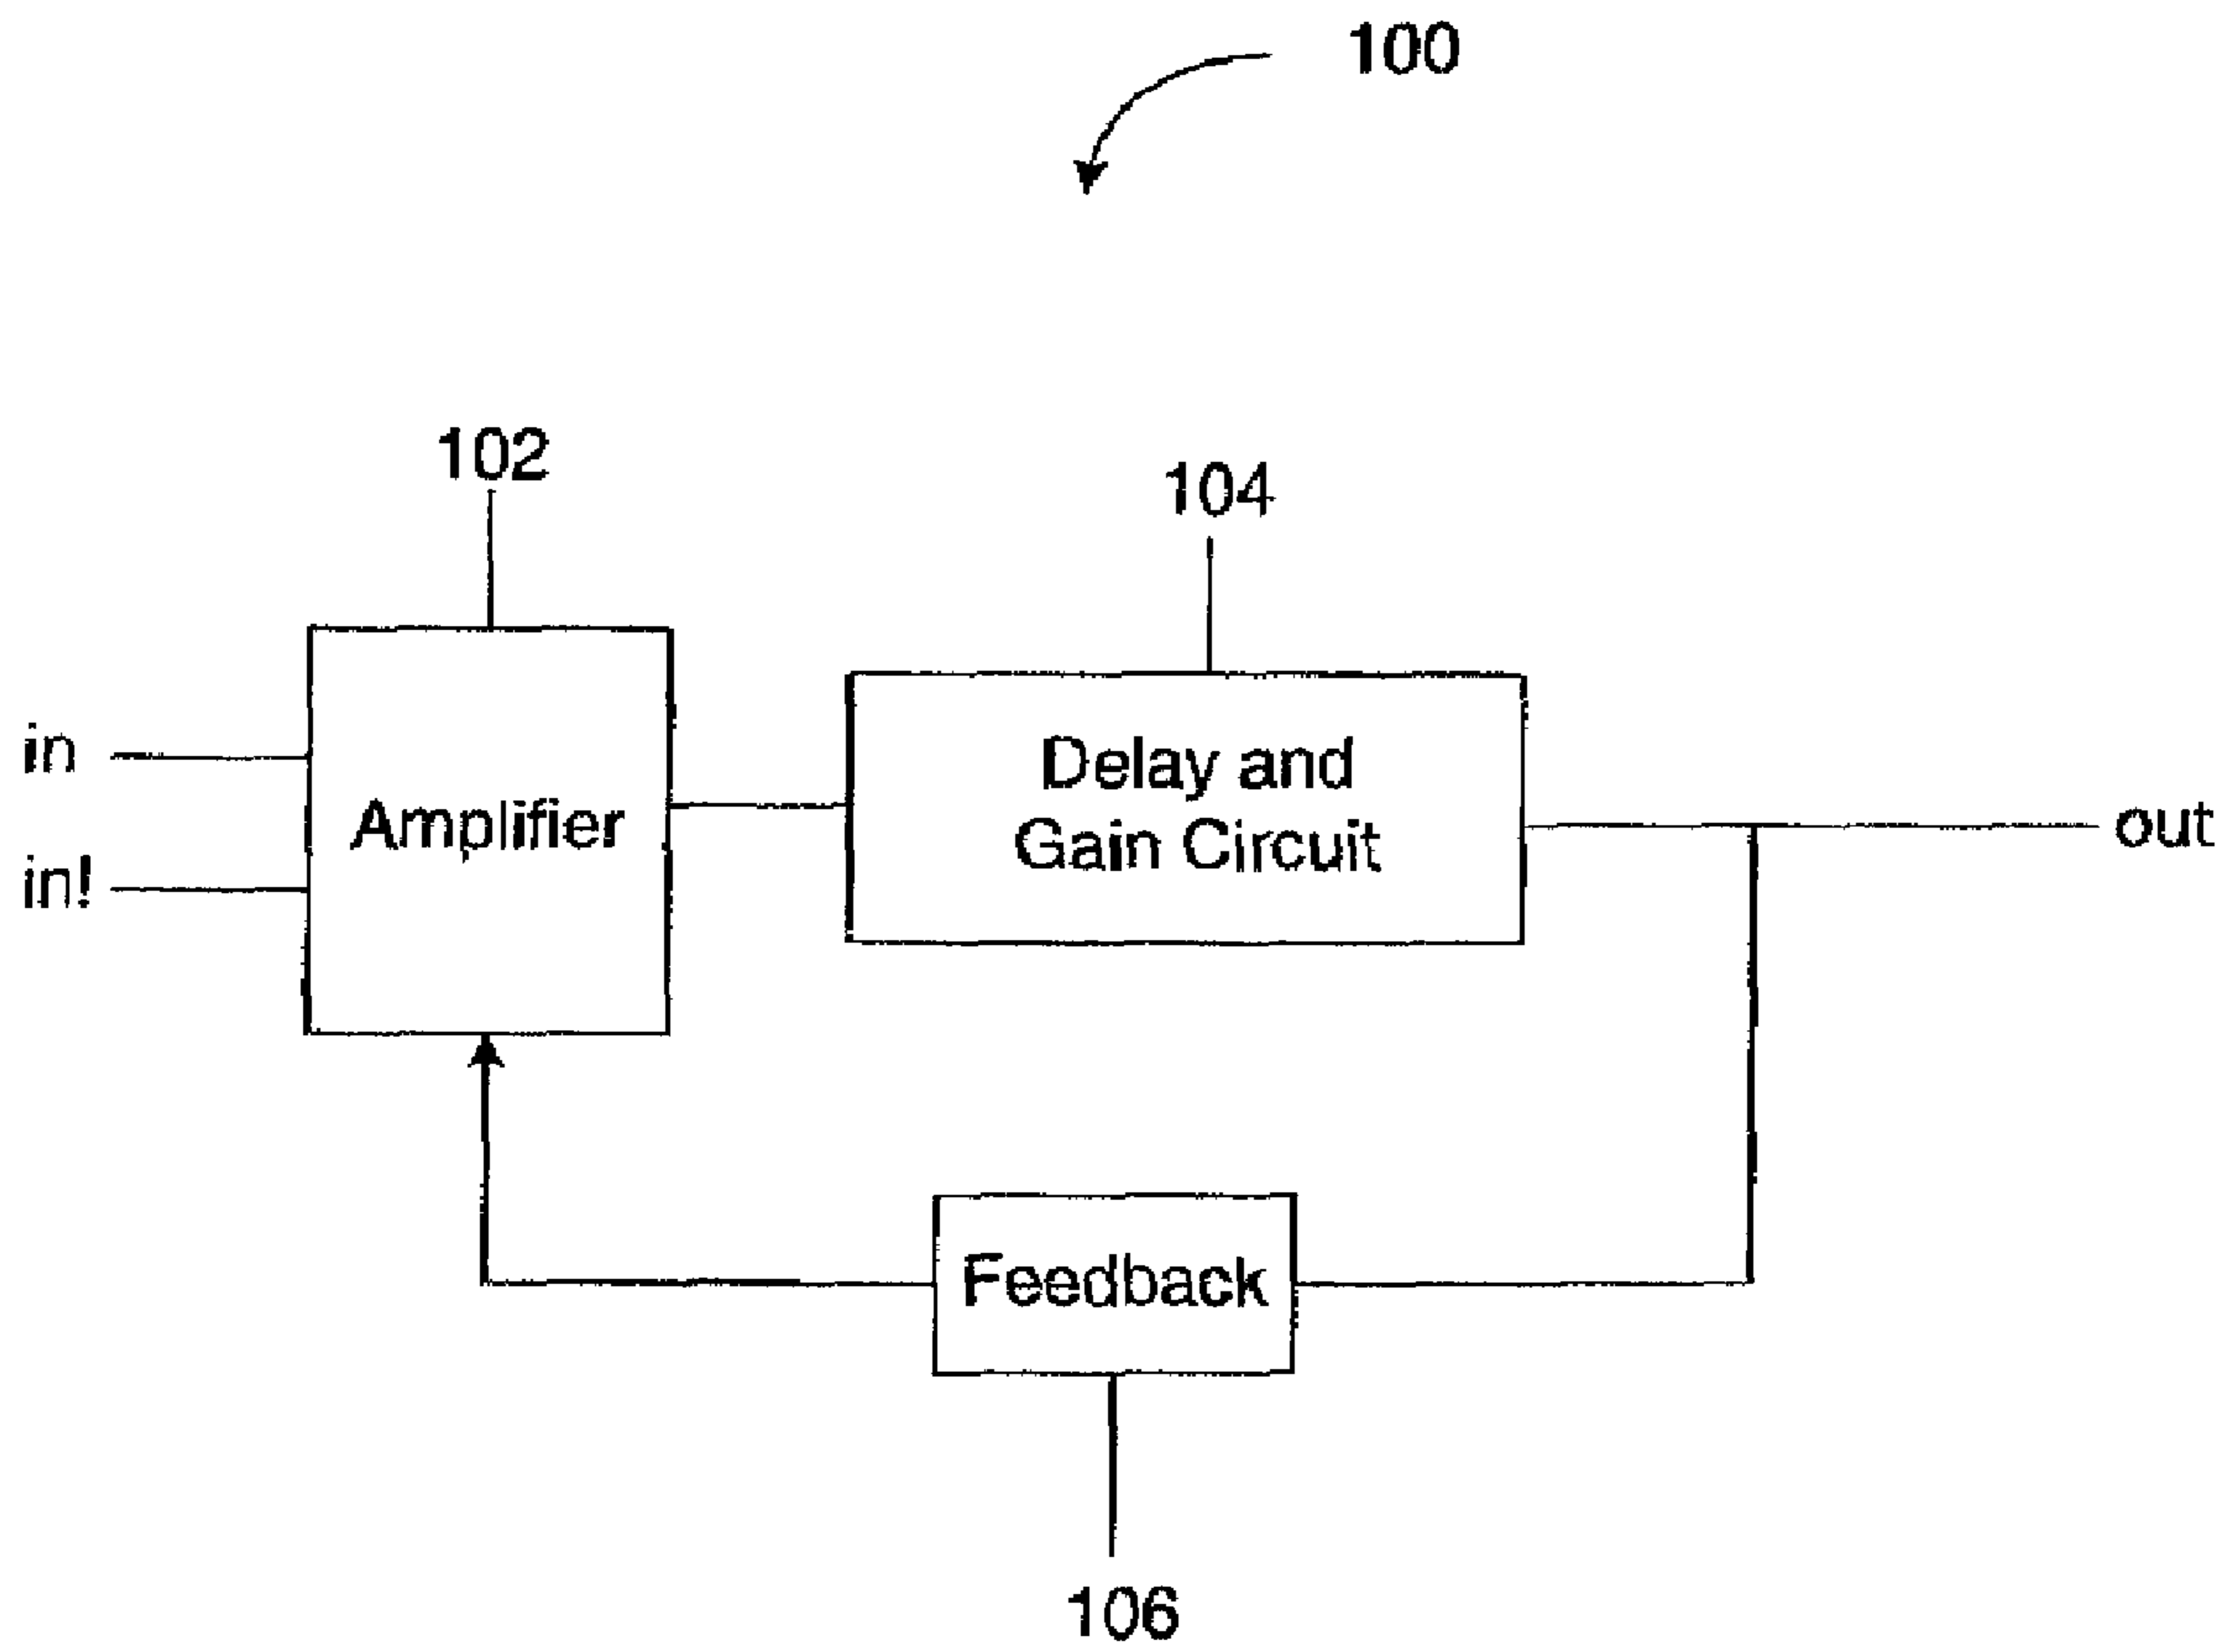 100
102
104
in
Amplifier
in!
Delay and
Gain Circuit
out
Feedback
106